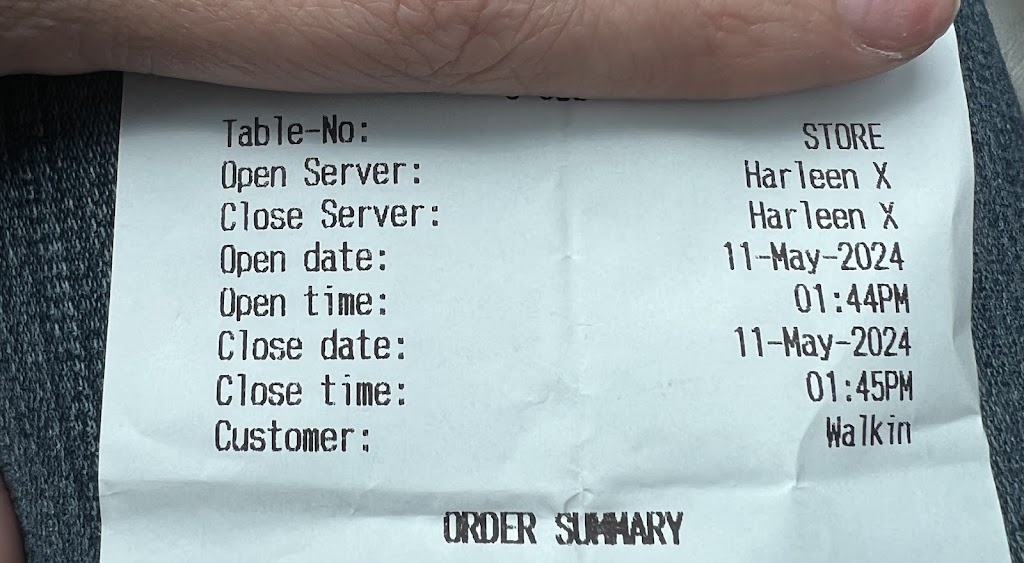 Table-No: STORE
Open Server: Harleen X
Close Server: Harleen X
Open date: 11-May-2024
Open time: 01:44PM
Close date: 11-May-2024
Close time: 01:45PM
Customer: Walkin
ORDER SUMMARY